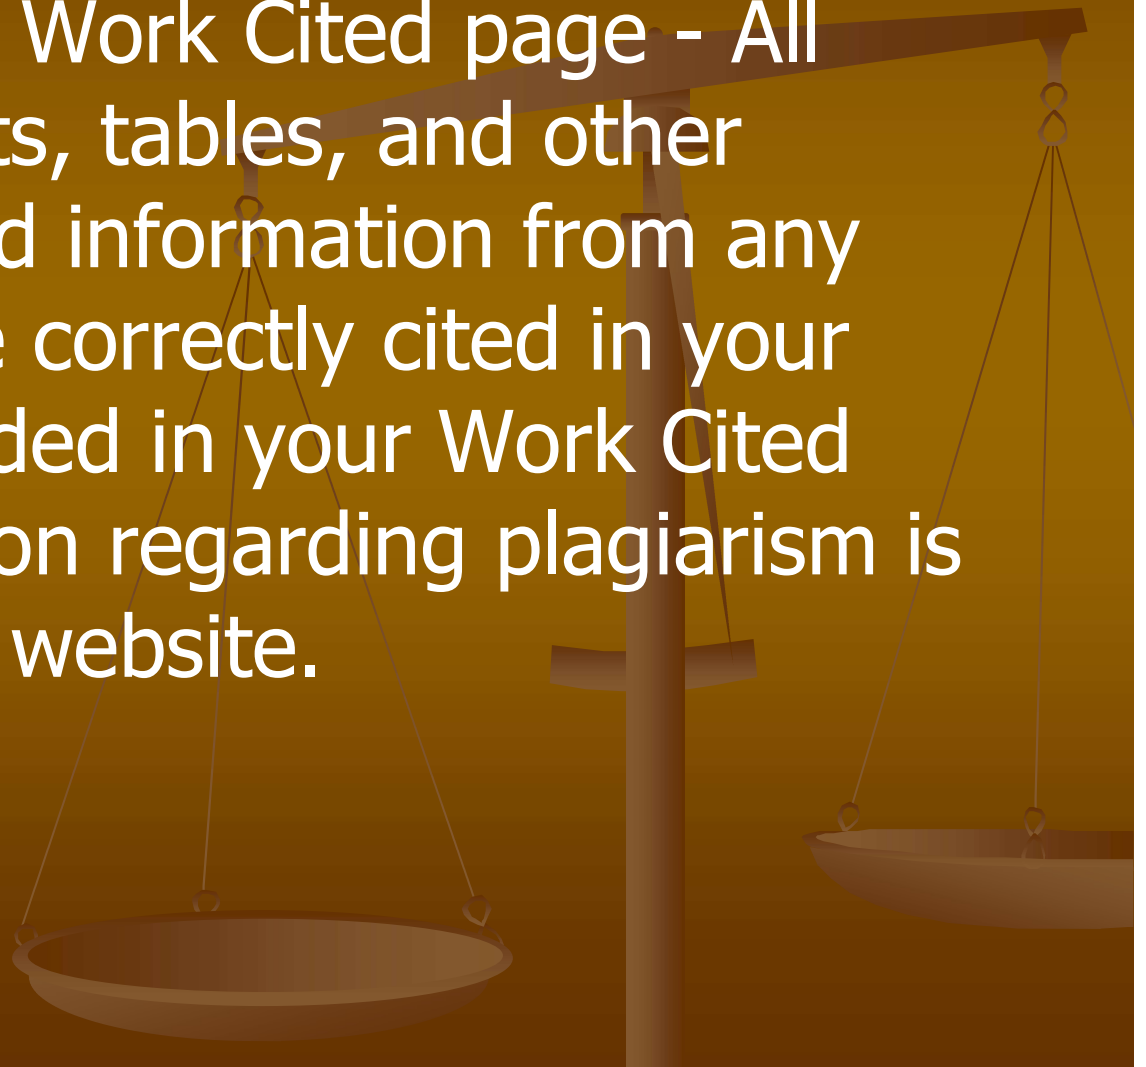 Work Cited page - All
ts, tables, and other
d information from any
e correctly cited in your
ded in your Work Cited
on regarding plagiarism is
website.